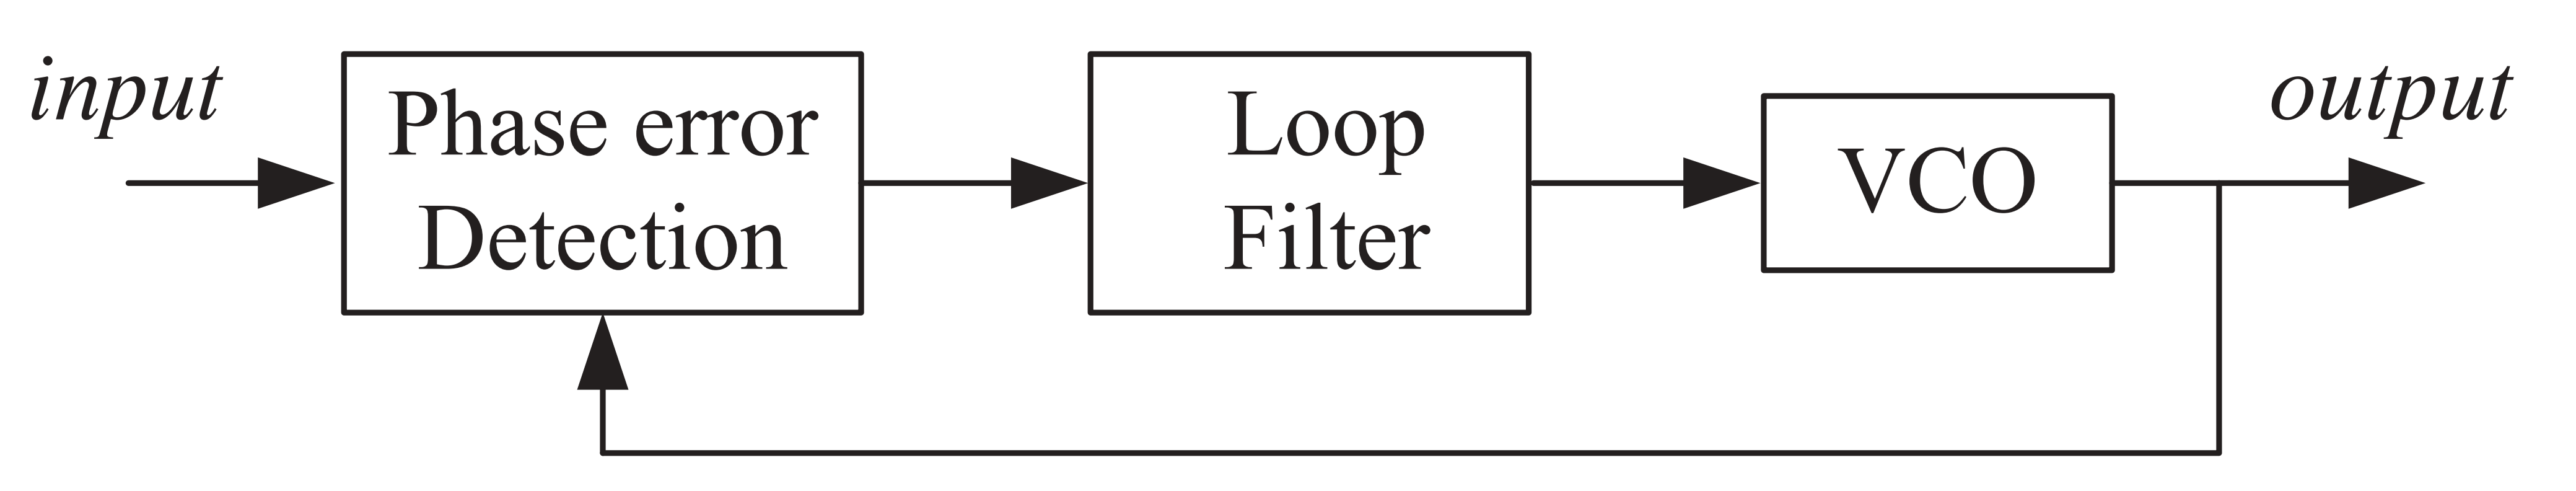 input
Phase error
Detection
Loop
Filter
VCO
output